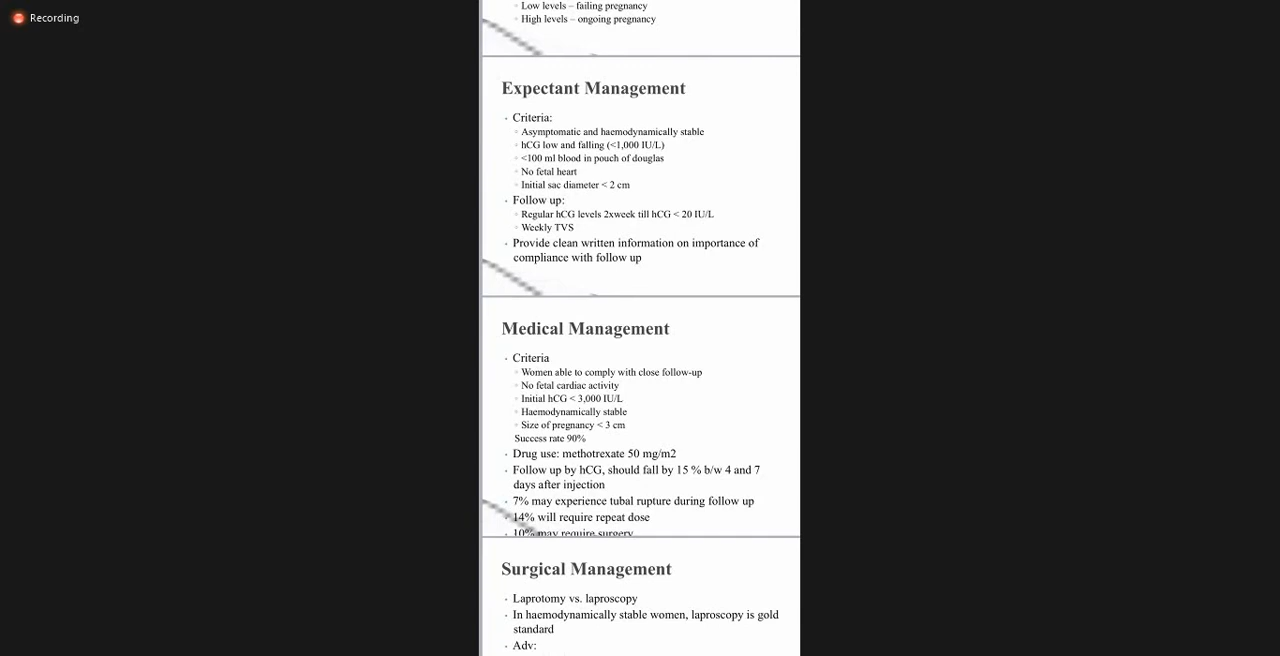 Recording
Low levels – failing pregnancy
High levels – ongoing pregnancy
Expectant Management
Criteria:
Asymptomatic and haemodynamically stable
hCG low and falling (<1,000 IU/L)
<100 ml blood in pouch of douglas
No fetal heart
Initial sac diameter < 2 cm
Follow up:
Regular hCG levels 2xweek till hCG < 20 IU/L
Weekly TVS
Provide clean written information on importance of
compliance with follow up
Medical Management
Criteria
Women able to comply with close follow-up
No fetal cardiac activity
Initial hCG < 3,000 IU/L
Haemodynamically stable
Size of pregnancy < 3 cm
Success rate 90%
Drug use: methotrexate 50 mg/m2
Follow up by hCG, should fall by 15 % b/w 4 and 7
days after injection
7% may experience tubal rupture during follow up
14% will require repeat dose
10% may require surgery
Surgical Management
Laprotomy vs. laproscopy
In haemodynamically stable women, laproscopy is gold
standard
Adv: